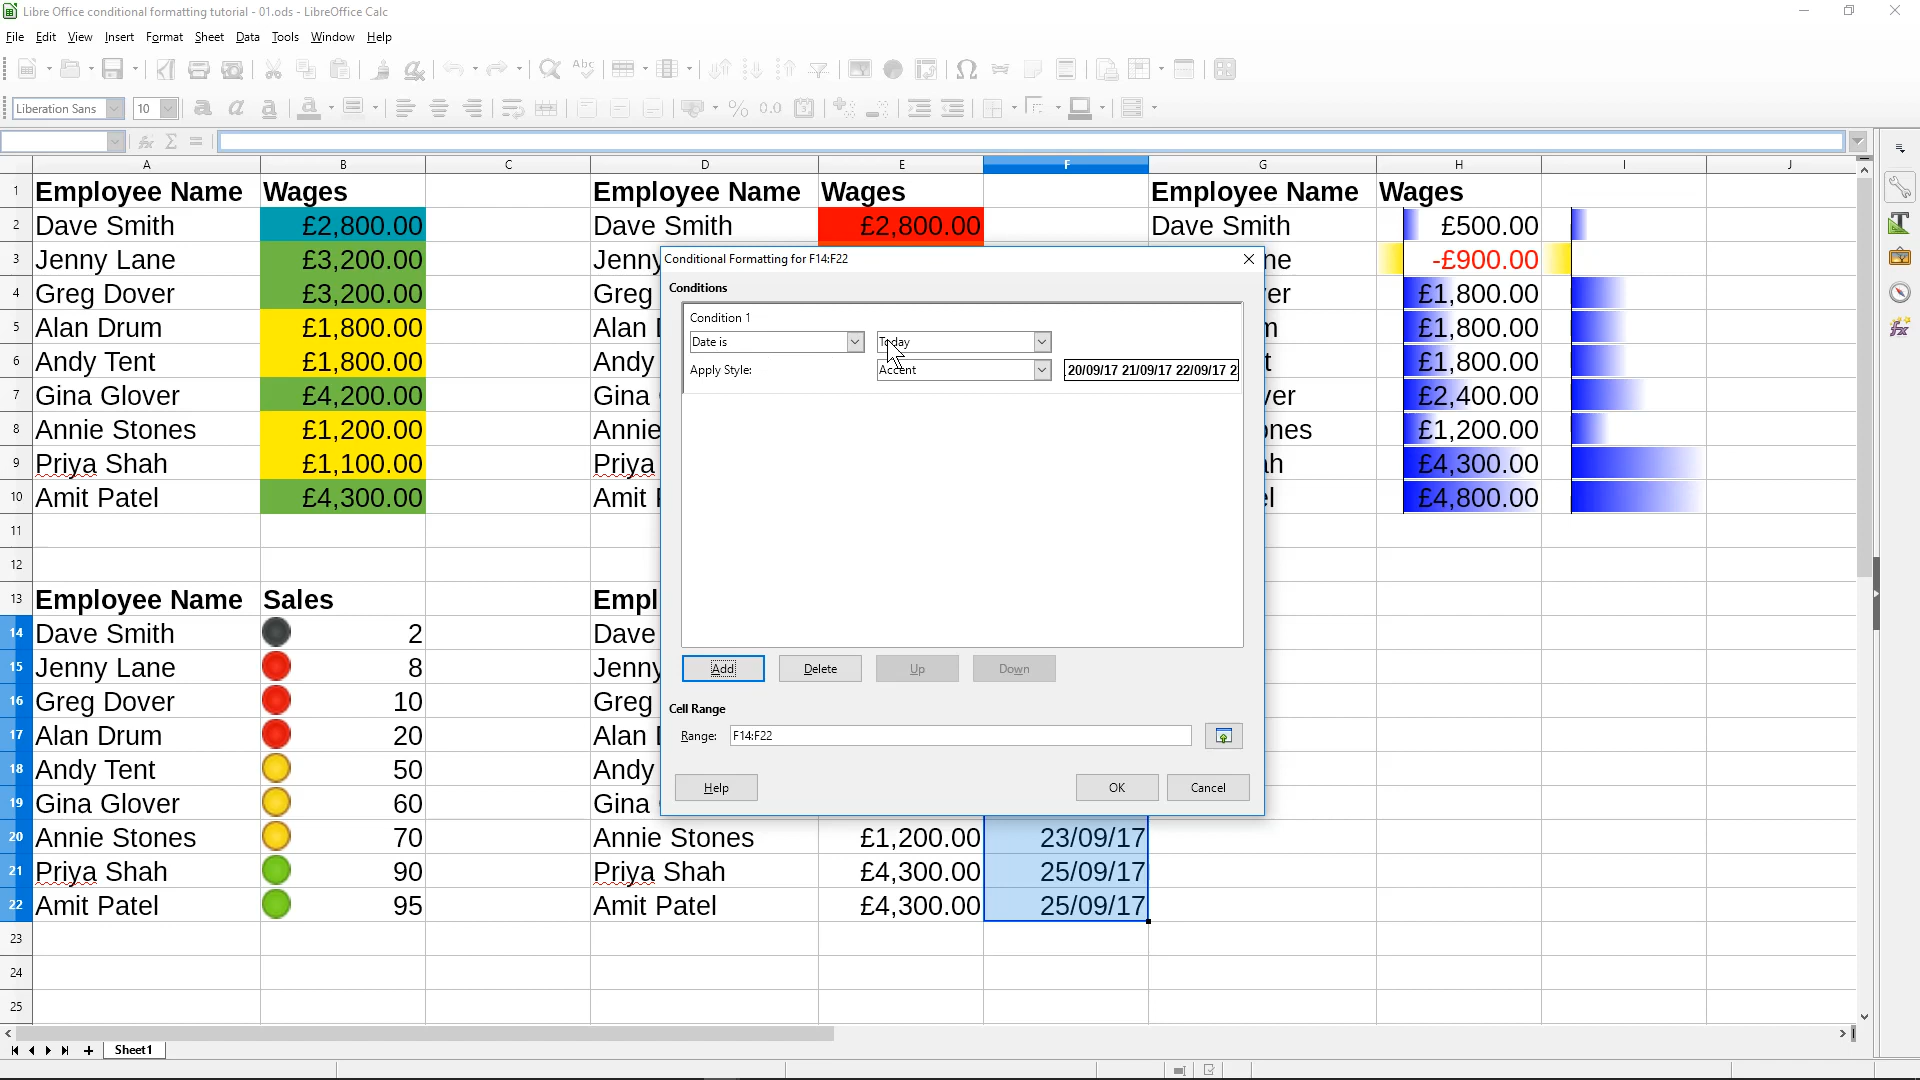 Libre Office conditional formatting tutorial - 01.ods - LibreOffice Calc
File Edit View Insert Format Sheet Data Tools Window Help
Liberation Sans 10
A B C D E F G H I J
1 Employee Name Wages Employee Name Wages Employee Name Wages
2 Dave Smith £2,800.00 Dave Smith £2,800.00 Dave Smith £500.00
3 Jenny Lane £3,200.00 Jenny ne -£900.00
4 Greg Dover £3,200.00 Greg er £1,800.00
5 Alan Drum £1,800.00 Alan £1,800.00
6 Andy Tent £1,800.00 Andy t £1,800.00
7 Gina Glover £4,200.00 Gina ver £2,400.00
8 Annie Stones £1,200.00 Annie nes £1,200.00
9 Priya Shah £1,100.00 Priya £4,300.00
10 Amit Patel £4,300.00 Amit £4,800.00
11
12
13 Employee Name Sales Empl
14 Dave Smith 2 Dave
15 Jenny Lane 8 Jenny
16 Greg Dover 10 Greg
17 Alan Drum 20 Alan
18 Andy Tent 50 Andy
19 Gina Glover 60 Gina
20 Annie Stones 70 Annie Stones £1,200.00 23/09/17
21 Priya Shah 90 Priya Shah £4,300.00 25/09/17
22 Amit Patel 95 Amit Patel £4,300.00 25/09/17
23
24
25
Conditional Formatting for F14:F22
Conditions
Condition 1
Date is Today
Apply Style: Accent 20/09/17 21/09/17 22/09/17 2
Add Delete Up Down
Cell Range
Range: F14:F22
Help OK Cancel
Sheet1